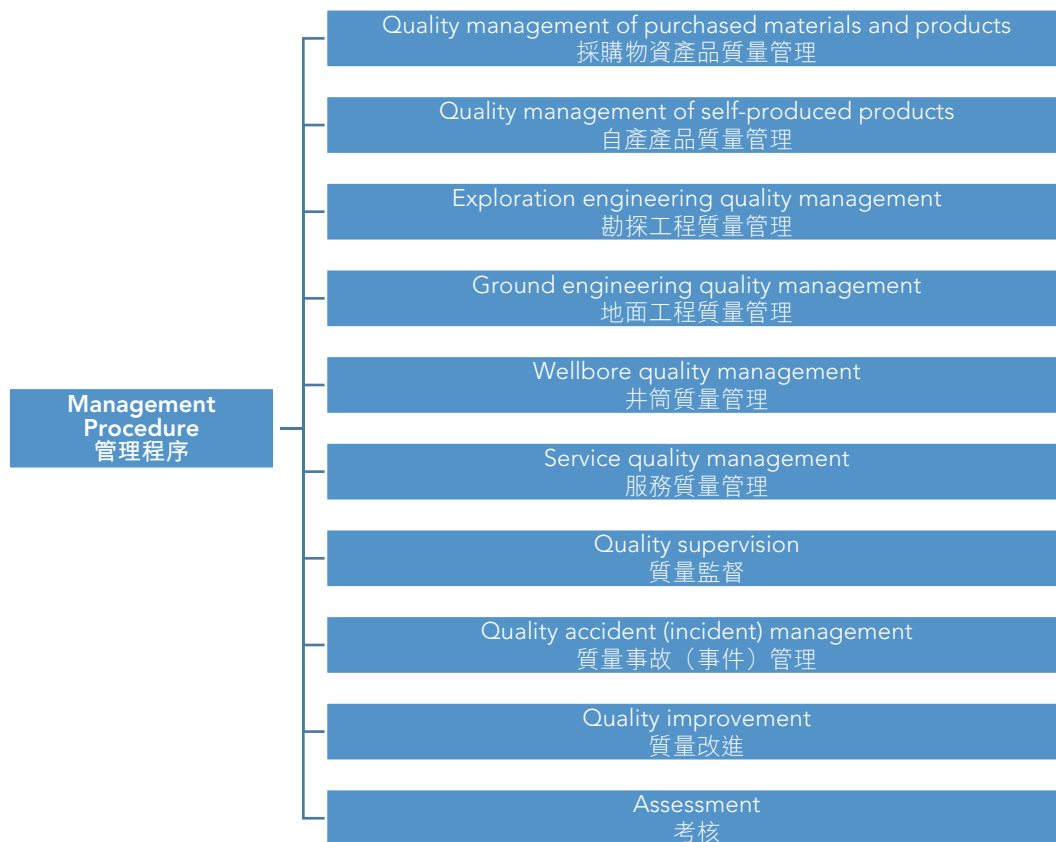 Quality management of purchased materials and products
採購物資產品質量管理
Quality management of self-produced products
自產產品質量管理
Exploration engineering quality management
勘探工程質量管理
Ground engineering quality management
地面工程質量管理
Wellbore quality management
井筒質量管理
Management
Procedure
管理程序
Service quality management
服務質量管理
Quality supervision
質量監督
Quality accident (incident) management
質量事故（事件）管理
Quality improvement
質量改進
Assessment
考核